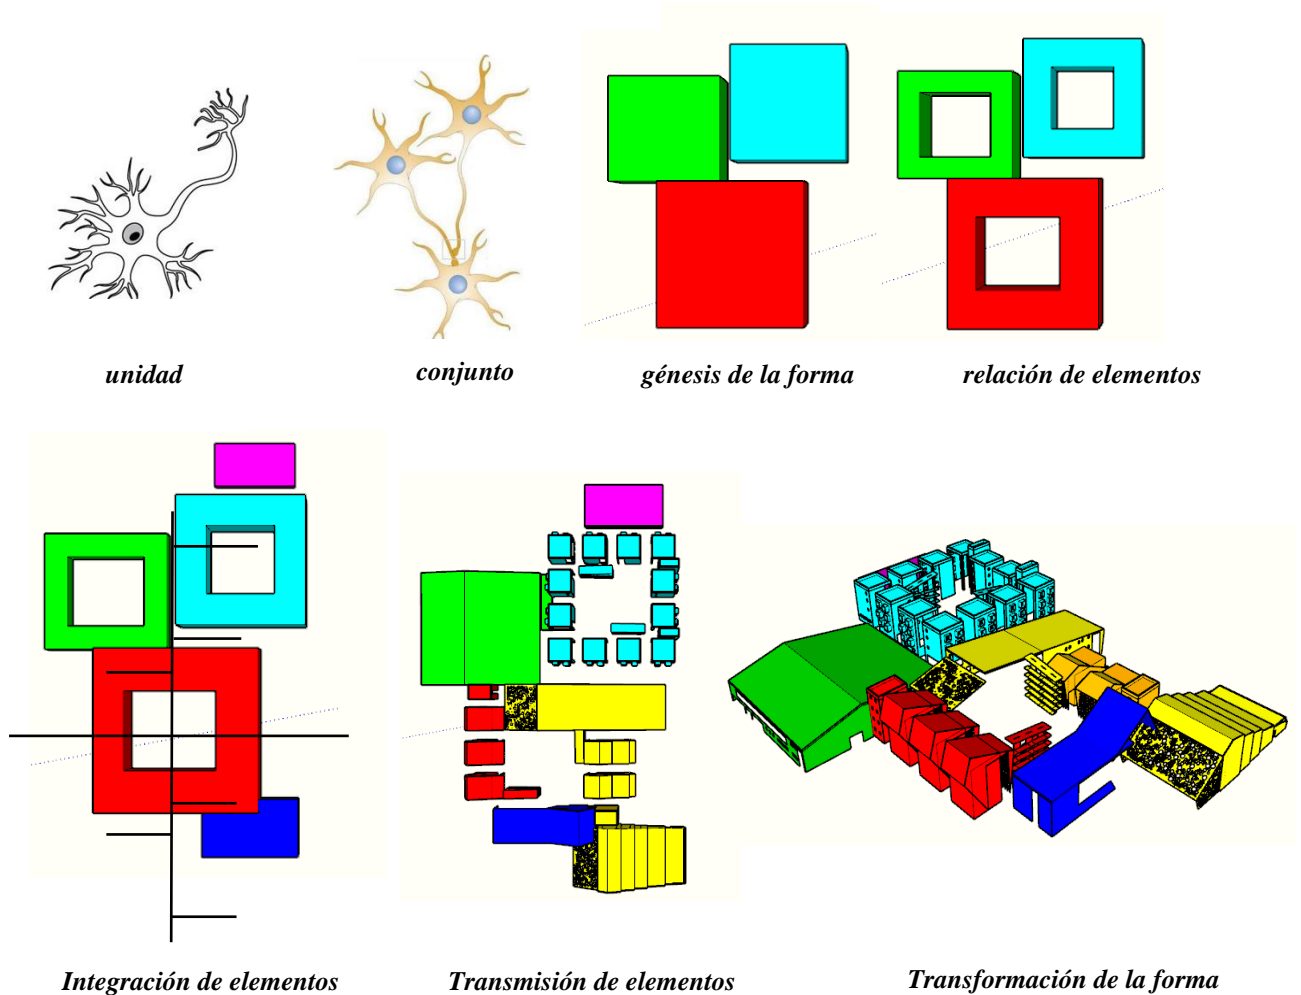 unidad
conjunto
génesis de la forma
relación de elementos
Integración de elementos
Transmisión de elementos
Transformación de la forma